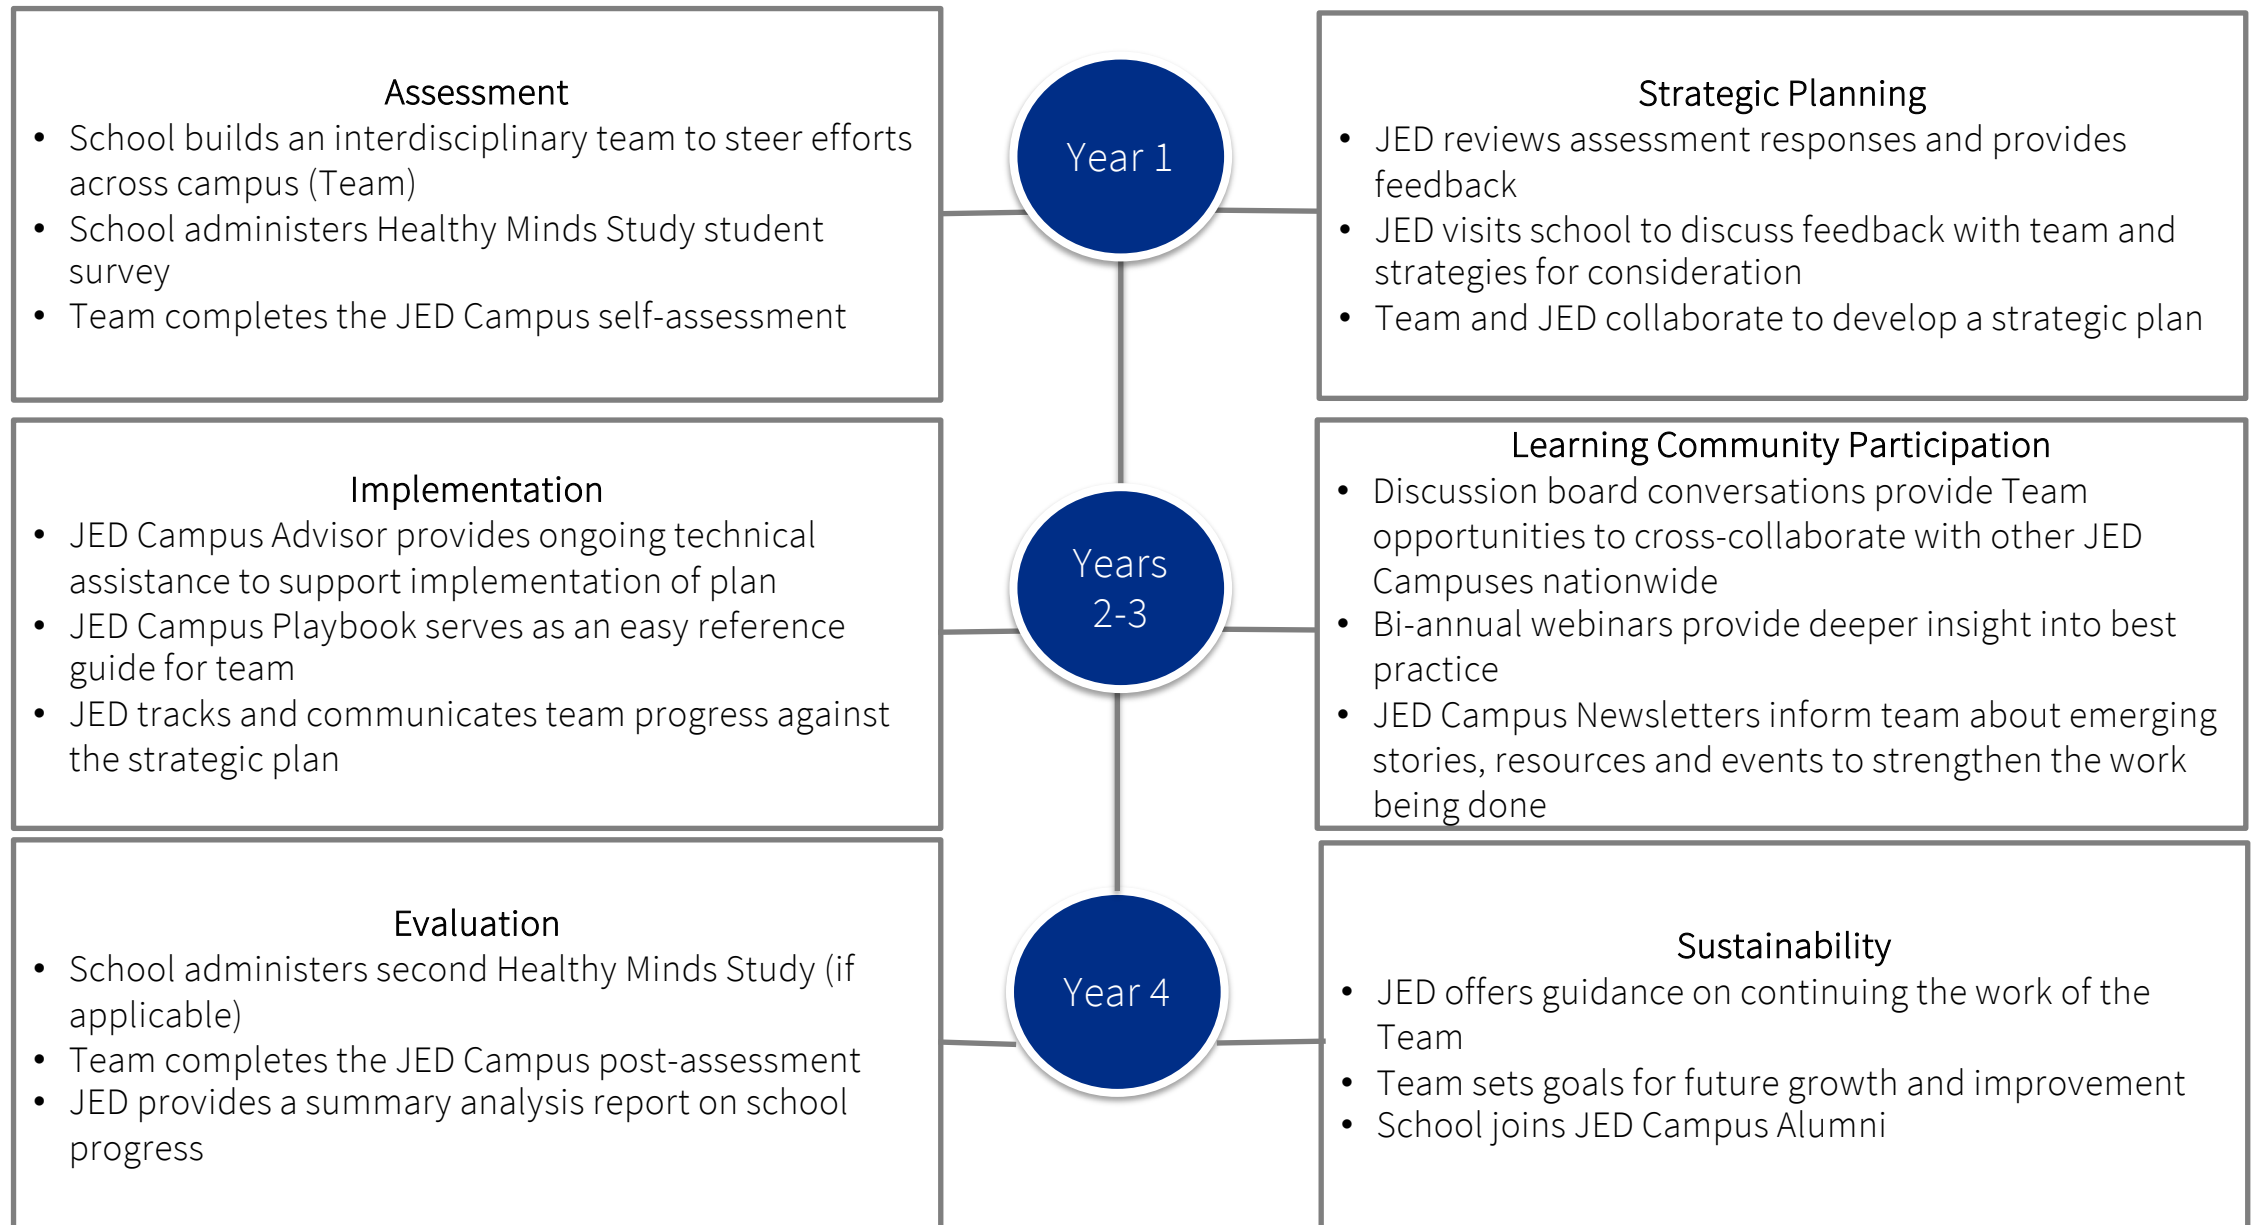 Assessment
• School builds an interdisciplinary team to steer efforts
across campus (Team)
• School administers Healthy Minds Study student
survey
• Team completes the JED Campus self-assessment
Year 1
Strategic Planning
• JED reviews assessment responses and provides
feedback
• JED visits school to discuss feedback with team and
strategies for consideration
• Team and JED collaborate to develop a strategic plan
Implementation
• JED Campus Advisor provides ongoing technical
assistance to support implementation of plan
• JED Campus Playbook serves as an easy reference
guide for team
• JED tracks and communicates team progress against
the strategic plan
Years
2-3
Learning Community Participation
• Discussion board conversations provide Team
opportunities to cross-collaborate with other JED
Campuses nationwide
• Bi-annual webinars provide deeper insight into best
practice
• JED Campus Newsletters inform team about emerging
stories, resources and events to strengthen the work
being done
Evaluation
• School administers second Healthy Minds Study (if
applicable)
• Team completes the JED Campus post-assessment
• JED provides a summary analysis report on school
progress
Year 4
Sustainability
• JED offers guidance on continuing the work of the
Team
• Team sets goals for future growth and improvement
• School joins JED Campus Alumni